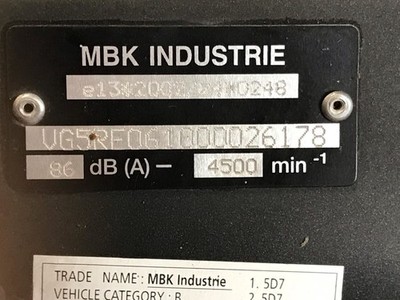 MBK INDUSTRIE
VG5RF061000026178
86 dB (A) — 4500 min⁻¹
TRADE NAME: MBK Industrie 1. 5D7
VEHICLE CATEGORY: B 2. 5D7